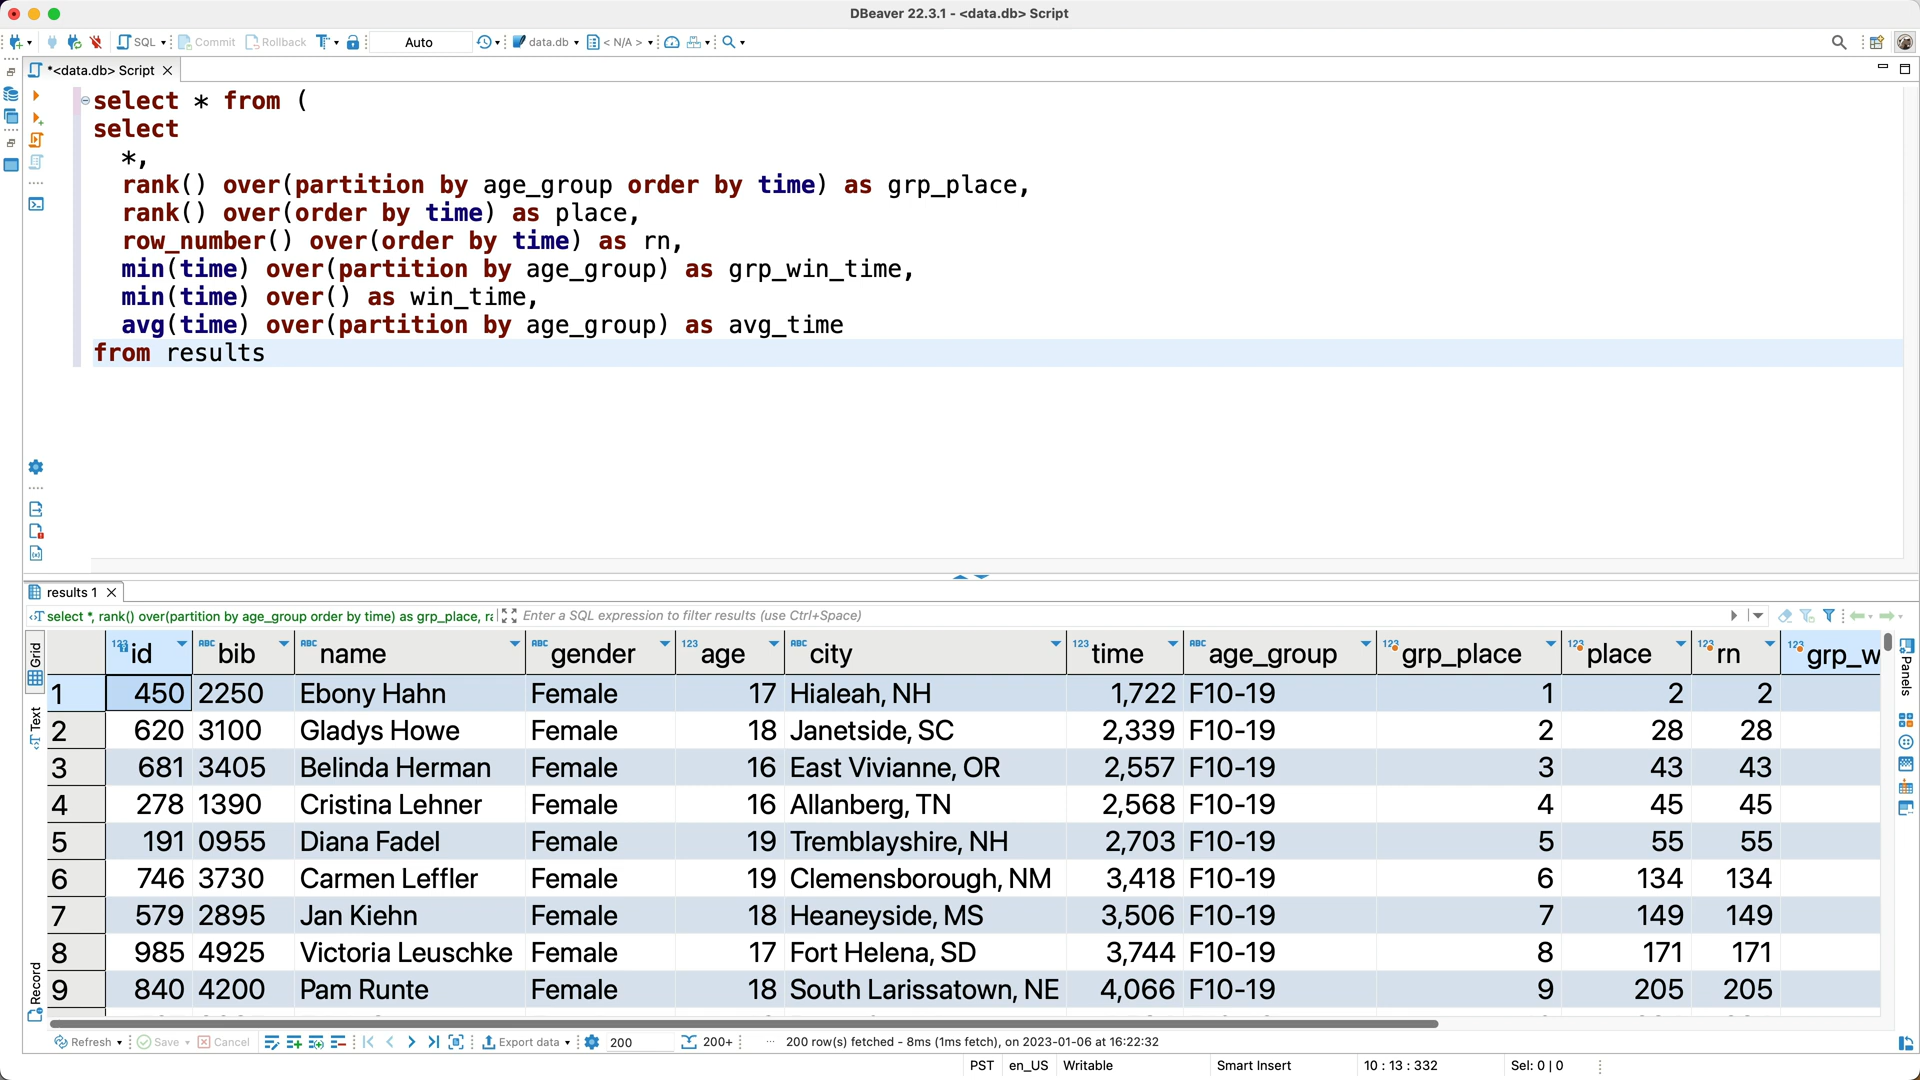 DBeaver 22.3.1 - <data.db> Script
SQL Commit Rollback Auto data.db < N/A >
*<data.db> Script
select * from (
select
*,
rank() over(partition by age_group order by time) as grp_place,
rank() over(order by time) as place,
row_number() over(order by time) as rn,
min(time) over(partition by age_group) as grp_win_time,
min(time) over() as win_time,
avg(time) over(partition by age_group) as avg_time
from results
results 1
select *, rank() over(partition by age_group order by time) as grp_place, ra Enter a SQL expression to filter results (use Ctrl+Space)
Grid
Text
Record
Panels
123 id ABC bib ABC name ABC gender 123 age ABC city 123 time ABC age_group 123 grp_place 123 place 123 rn 123 grp_w
1 450 2250 Ebony Hahn Female 17 Hialeah, NH 1,722 F10-19 1 2 2
2 620 3100 Gladys Howe Female 18 Janetside, SC 2,339 F10-19 2 28 28
3 681 3405 Belinda Herman Female 16 East Vivianne, OR 2,557 F10-19 3 43 43
4 278 1390 Cristina Lehner Female 16 Allanberg, TN 2,568 F10-19 4 45 45
5 191 0955 Diana Fadel Female 19 Tremblayshire, NH 2,703 F10-19 5 55 55
6 746 3730 Carmen Leffler Female 19 Clemensborough, NM 3,418 F10-19 6 134 134
7 579 2895 Jan Kiehn Female 18 Heaneyside, MS 3,506 F10-19 7 149 149
8 985 4925 Victoria Leuschke Female 17 Fort Helena, SD 3,744 F10-19 8 171 171
9 840 4200 Pam Runte Female 18 South Larissatown, NE 4,066 F10-19 9 205 205
Refresh Save Cancel Export data 200 200+ ... 200 row(s) fetched - 8ms (1ms fetch), on 2023-01-06 at 16:22:32
PST en_US Writable Smart Insert 10 : 13 : 332 Sel: 0 | 0